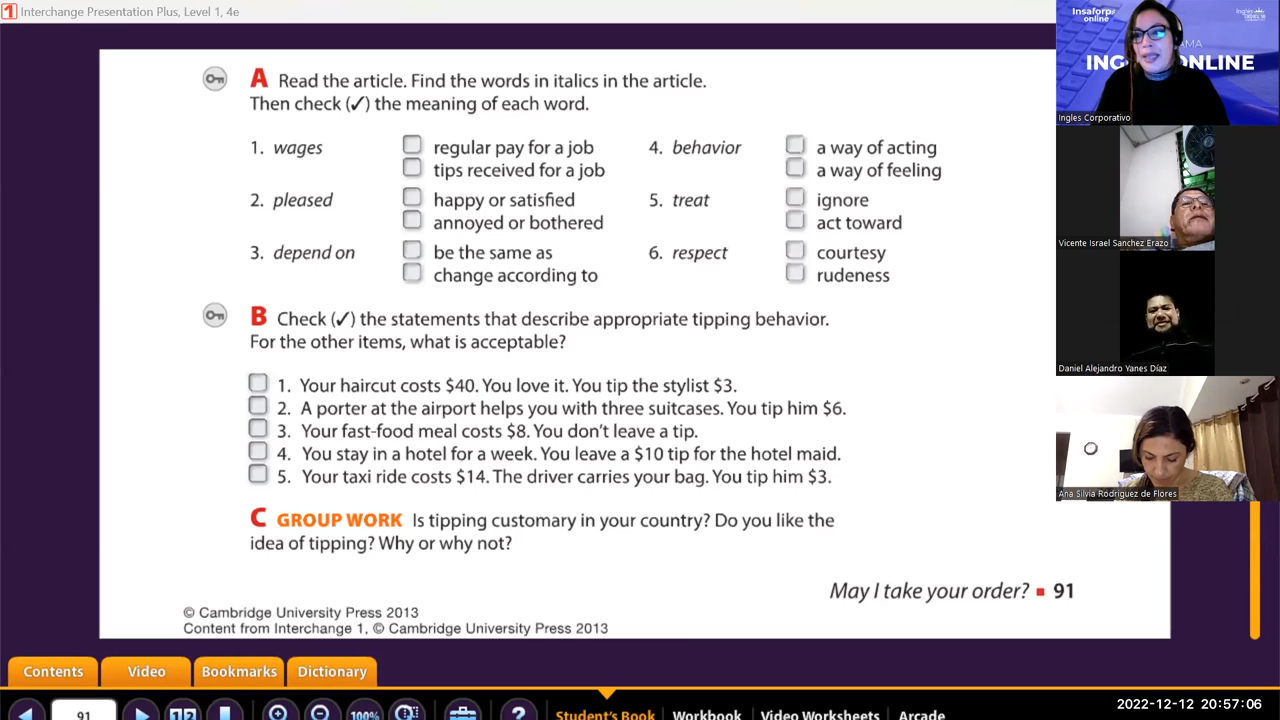 Interchange Presentation Plus, Level 1, 4e
A Read the article. Find the words in italics in the article.
Then check (✓) the meaning of each word.
1. wages
regular pay for a job
tips received for a job
2. pleased
happy or satisfied
annoyed or bothered
3. depend on
be the same as
change according to
4. behavior
a way of acting
a way of feeling
5. treat
ignore
act toward
6. respect
courtesy
rudeness
B Check (✓) the statements that describe appropriate tipping behavior.
For the other items, what is acceptable?
1. Your haircut costs $40. You love it. You tip the stylist $3.
2. A porter at the airport helps you with three suitcases. You tip him $6.
3. Your fast-food meal costs $8. You don't leave a tip.
4. You stay in a hotel for a week. You leave a $10 tip for the hotel maid.
5. Your taxi ride costs $14. The driver carries your bag. You tip him $3.
C GROUP WORK Is tipping customary in your country? Do you like the
idea of tipping? Why or why not?
May I take your order? ■ 91
© Cambridge University Press 2013
Content from Interchange 1, © Cambridge University Press 2013
Contents Video Bookmarks Dictionary
91
100%
?
Student's Book Workbook Video Worksheets Arcade
Insaforp
online
ING ONLINE
Ingles Corporativo
Vicente Israel Sanchez Erazo
Daniel Alejandro Yanes Díaz
Ana Silvia Rodriguez de Flores
2022-12-12 20:57:06